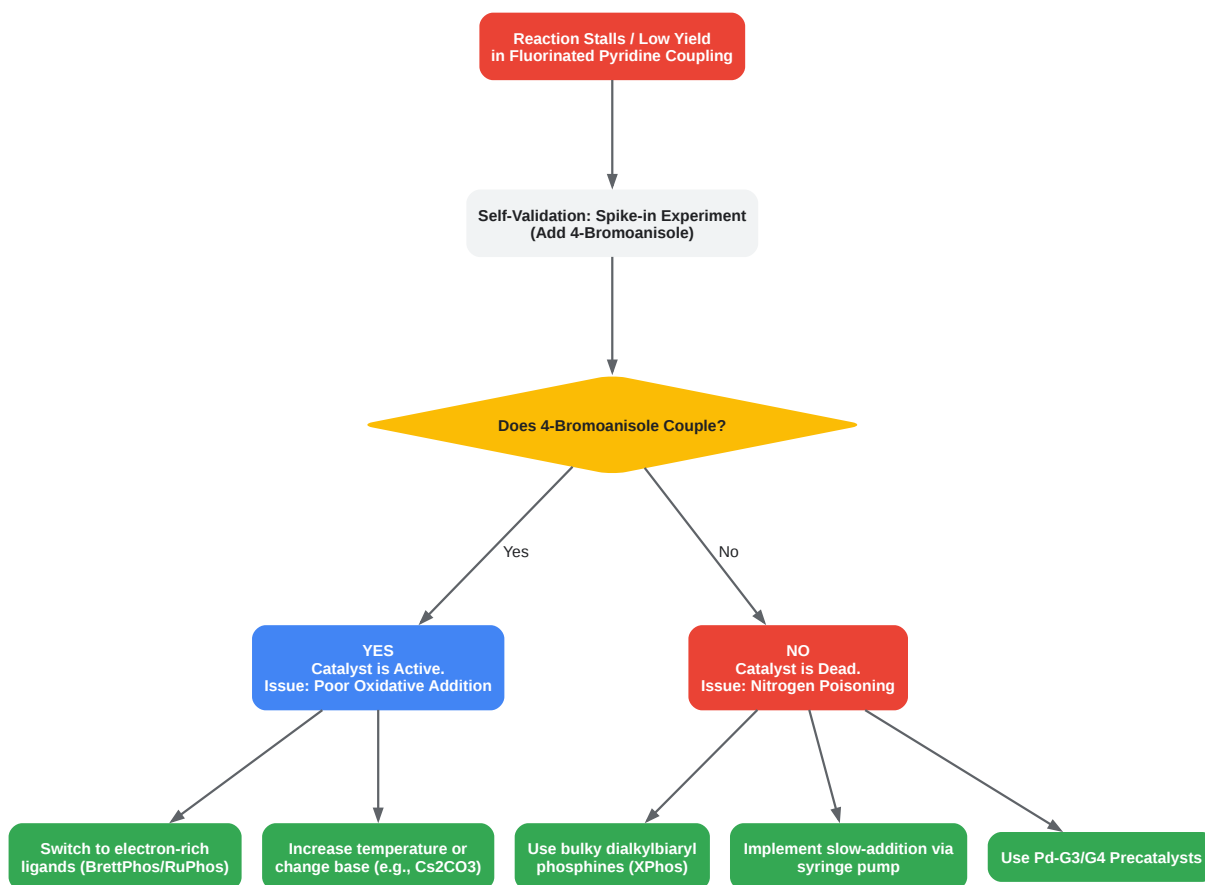 Reaction Stalls / Low Yield
in Fluorinated Pyridine Coupling
Self-Validation: Spike-in Experiment
(Add 4-Bromoanisole)
Does 4-Bromoanisole Couple?
Yes
No
YES
Catalyst is Active.
Issue: Poor Oxidative Addition
NO
Catalyst is Dead.
Issue: Nitrogen Poisoning
Switch to electron-rich
ligands (BrettPhos/RuPhos)
Increase temperature or
change base (e.g., Cs2CO3)
Use bulky dialkylbiaryl
phosphines (XPhos)
Implement slow-addition via
syringe pump
Use Pd-G3/G4 Precatalysts